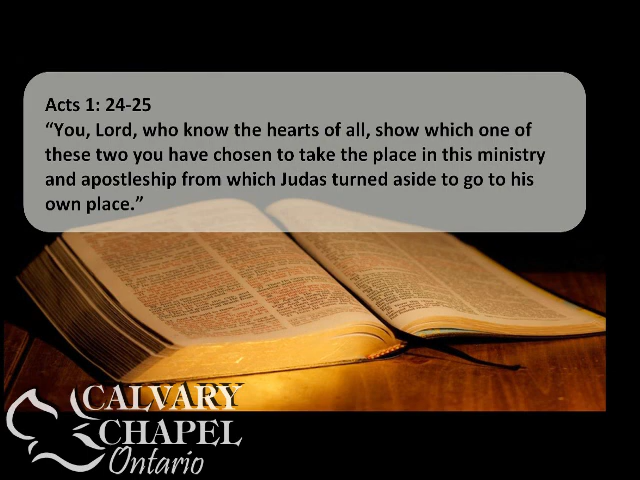 Acts 1: 24-25
“You, Lord, who know the hearts of all, show which one of
these two you have chosen to take the place in this ministry
and apostleship from which Judas turned aside to go to his
own place.”
CALVARY
CHAPEL
Ontario